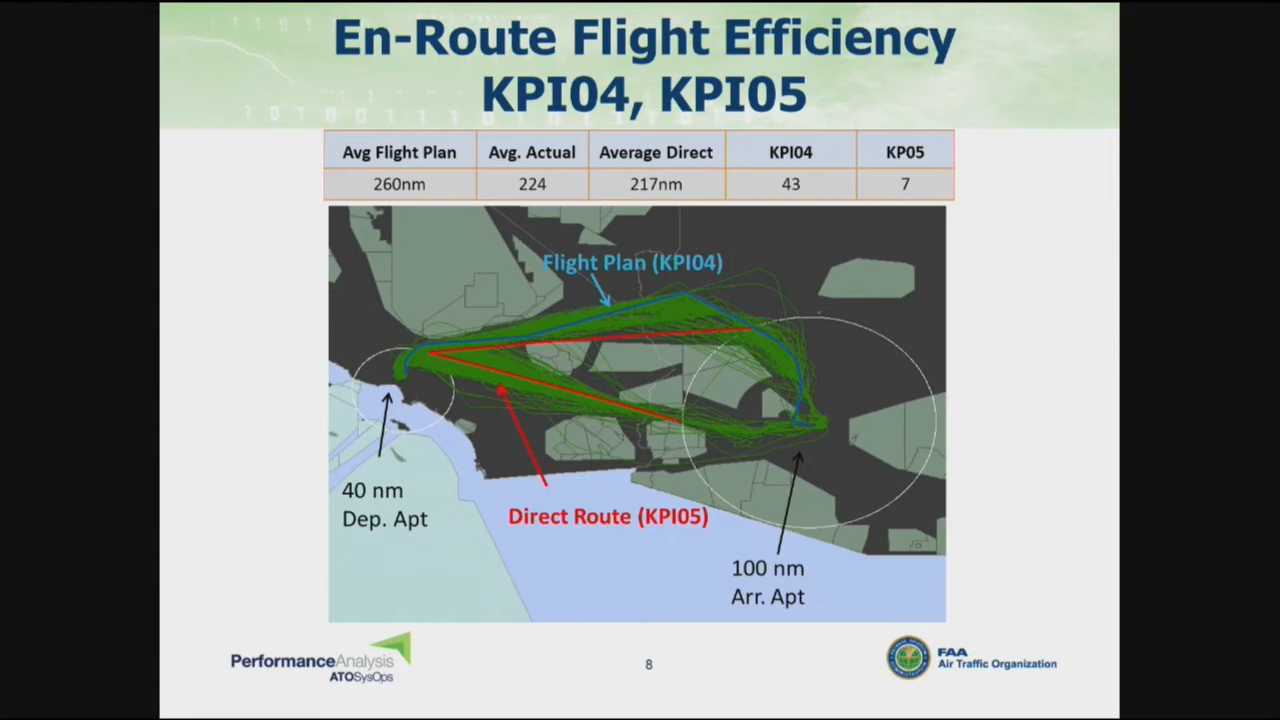 En-Route Flight Efficiency
KPI04, KPI05
Avg Flight Plan Avg. Actual Average Direct KPI04 KP05
260nm 224 217nm 43 7
Flight Plan (KPI04)
40 nm
Dep. Apt
Direct Route (KPI05)
100 nm
Arr. Apt
PerformanceAnalysis
ATOSysOps
8
FAA
Air Traffic Organization